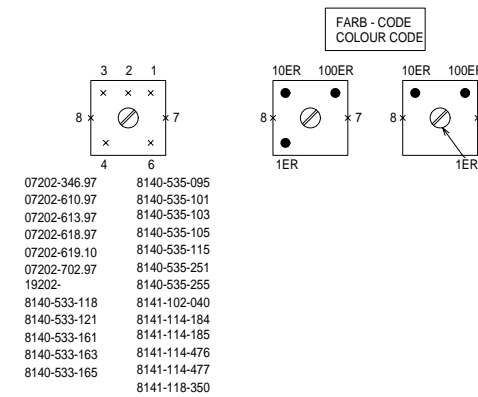 FARB - CODE
COLOUR CODE
3 2 1
8 7
4 6
10ER 100ER
8 7
1ER
10ER 100ER
8
1ER
07202-346.97 8140-535-095
07202-610.97 8140-535-101
07202-613.97 8140-535-103
07202-618.97 8140-535-105
07202-619.10 8140-535-115
07202-702.97 8140-535-251
19202- 8140-535-255
8140-533-118 8141-102-040
8140-533-121 8141-114-184
8140-533-161 8141-114-185
8140-533-163 8141-114-476
8140-533-165 8141-114-477
8141-118-350